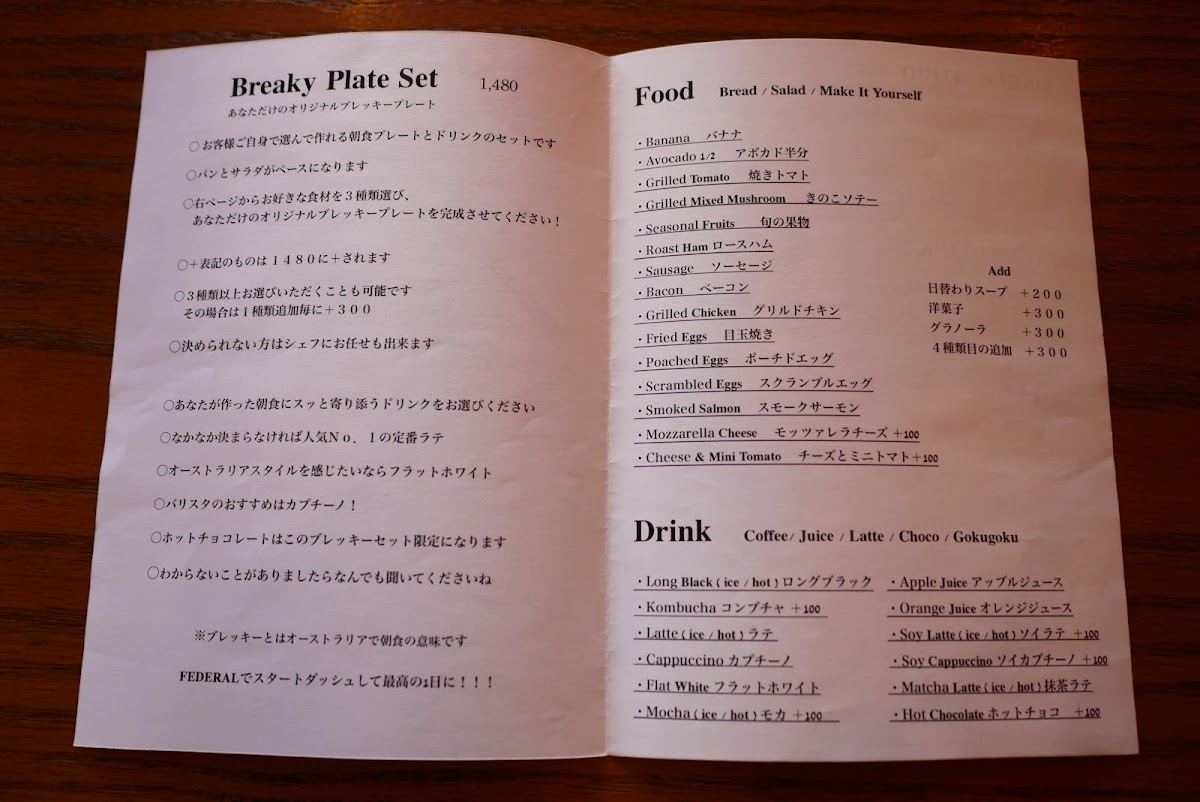 Breaky Plate Set 1,480
あなただけのオリジナルブレッキープレート
○お客様ご自身で選んで作れる朝食プレートとドリンクのセットです
○パンとサラダがベースになります
○右ページからお好きな食材を３種類選び、
あなただけのオリジナルブレッキープレートを完成させてください！
○＋表記のものは１４８０に＋されます
○３種類以上お選びいただくことも可能です
その場合は１種類追加毎に＋３００
○決められない方はシェフにお任せも出来ます
○あなたが作った朝食にスッと寄り添うドリンクをお選びください
○なかなか決まらなければ人気Ｎｏ．１の定番ラテ
○オーストラリアスタイルを感じたいならフラットホワイト
○バリスタのおすすめはカプチーノ！
○ホットチョコレートはこのブレッキーセット限定になります
○わからないことがありましたらなんでも聞いてくださいね
※ブレッキーとはオーストラリアで朝食の意味です
FEDERALでスタートダッシュして最高の1日に！！！
Food Bread / Salad / Make It Yourself
・Banana バナナ
・Avocado 1/2 アボカド半分
・Grilled Tomato 焼きトマト
・Grilled Mixed Mushroom きのこソテー
・Seasonal Fruits 旬の果物
・Roast Ham ロースハム
・Sausage ソーセージ
・Bacon ベーコン
・Grilled Chicken グリルドチキン
・Fried Eggs 目玉焼き
・Poached Eggs ポーチドエッグ
・Scrambled Eggs スクランブルエッグ
・Smoked Salmon スモークサーモン
・Mozzarella Cheese モッツァレラチーズ +100
・Cheese & Mini Tomato チーズとミニトマト+100
Add
日替わりスープ ＋２００
洋菓子 ＋３００
グラノーラ ＋３００
４種類目の追加 ＋３００
Drink Coffee/ Juice / Latte / Choco / Gokugoku
・Long Black ( ice / hot ) ロングブラック
・Kombucha コンブチャ +100
・Latte ( ice / hot ) ラテ
・Cappuccino カプチーノ
・Flat White フラットホワイト
・Mocha ( ice / hot ) モカ +100
・Apple Juice アップルジュース
・Orange Juice オレンジジュース
・Soy Latte ( ice / hot ) ソイラテ +100
・Soy Cappuccino ソイカプチーノ +100
・Matcha Latte ( ice / hot ) 抹茶ラテ
・Hot Chocolate ホットチョコ +100